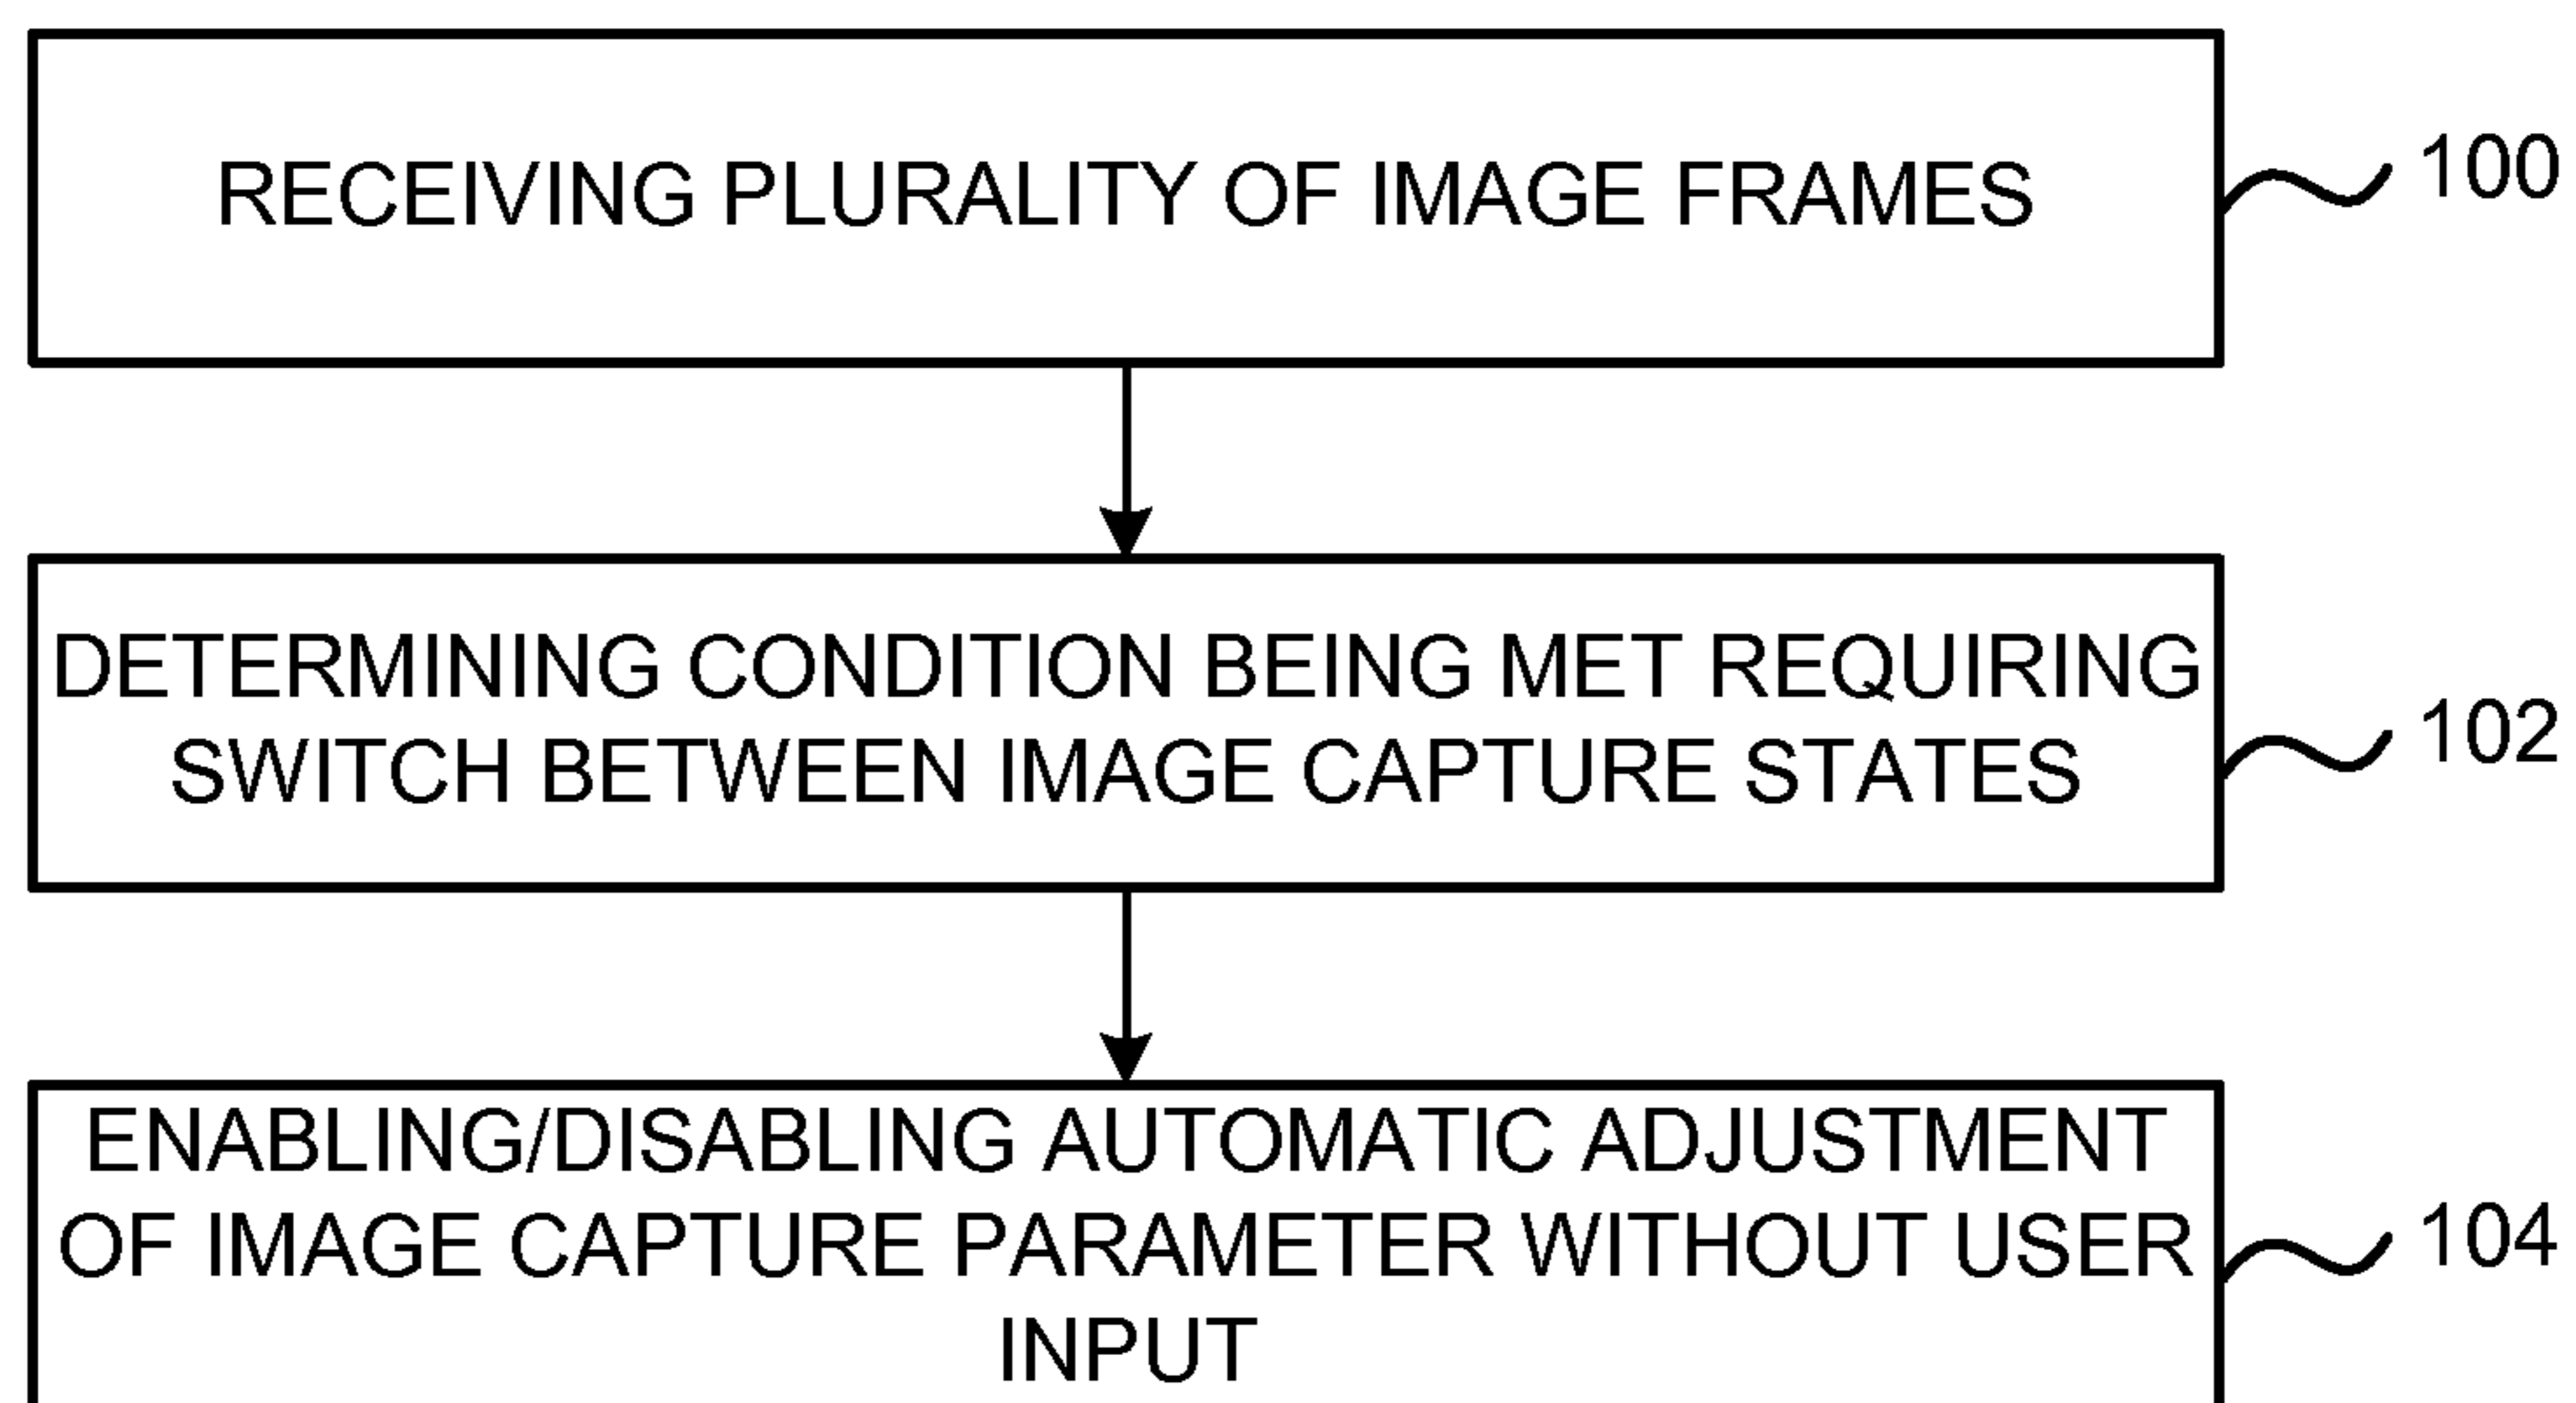 RECEIVING PLURALITY OF IMAGE FRAMES
100
DETERMINING CONDITION BEING MET REQUIRING
SWITCH BETWEEN IMAGE CAPTURE STATES
102
ENABLING/DISABLING AUTOMATIC ADJUSTMENT
OF IMAGE CAPTURE PARAMETER WITHOUT USER
INPUT
104